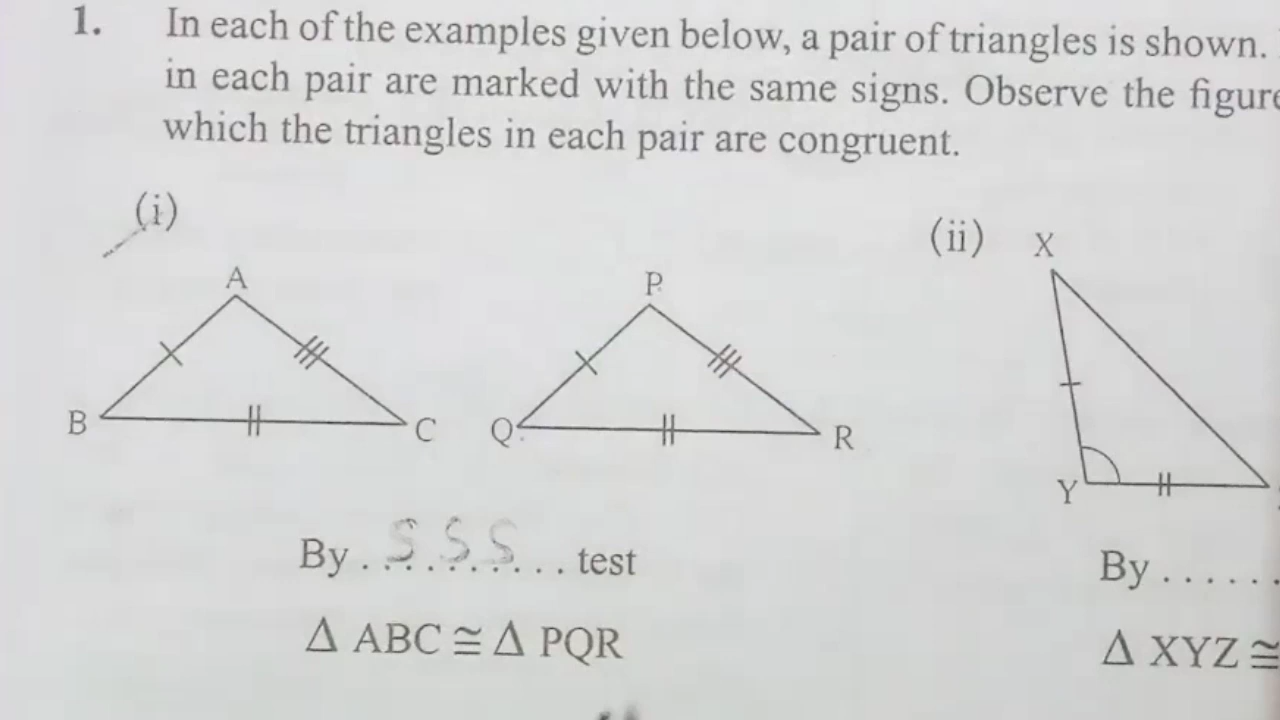 1. In each of the examples given below, a pair of triangles is shown.
in each pair are marked with the same signs. Observe the figure
which the triangles in each pair are congruent.
(i)
(ii)
A
B
C
P
Q
R
X
Y
By . S S S . . . test
Δ ABC ≅ Δ PQR
By ......
Δ XYZ ≅